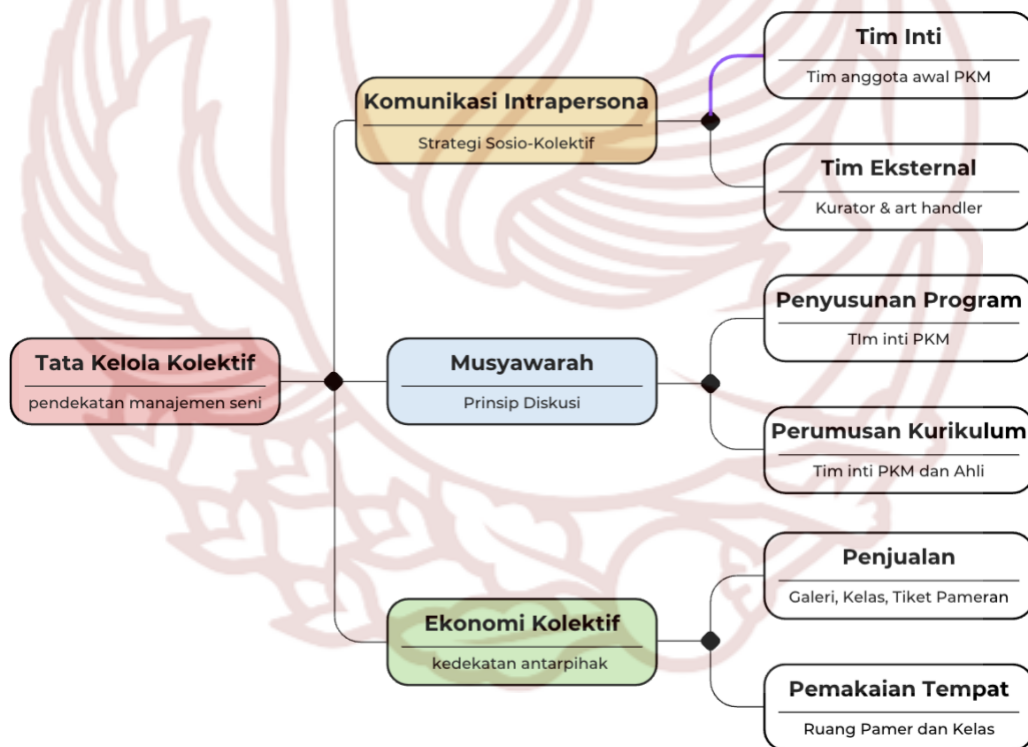 Tim Inti
Tim anggota awal PKM
Komunikasi Intrapersona
Strategi Sosio-Kolektif
Tim Eksternal
Kurator & art handler
Penyusunan Program
TIm inti PKM
Tata Kelola Kolektif
pendekatan manajemen seni
Musyawarah
Prinsip Diskusi
Perumusan Kurikulum
Tim inti PKM dan Ahli
Penjualan
Galeri, Kelas, Tiket Pameran
Ekonomi Kolektif
kedekatan antarpihak
Pemakaian Tempat
Ruang Pamer dan Kelas